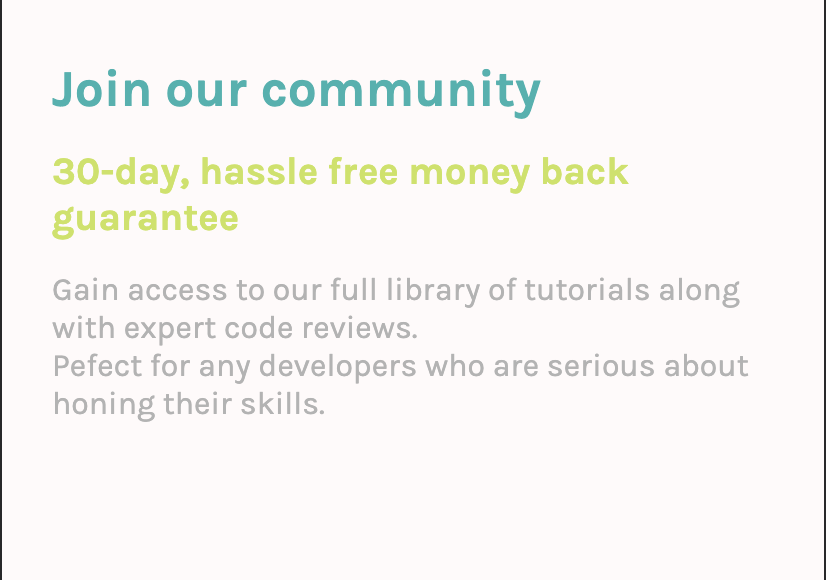 Join our community
30-day, hassle free money back
guarantee
Gain access to our full library of tutorials along
with expert code reviews.
Pefect for any developers who are serious about
honing their skills.